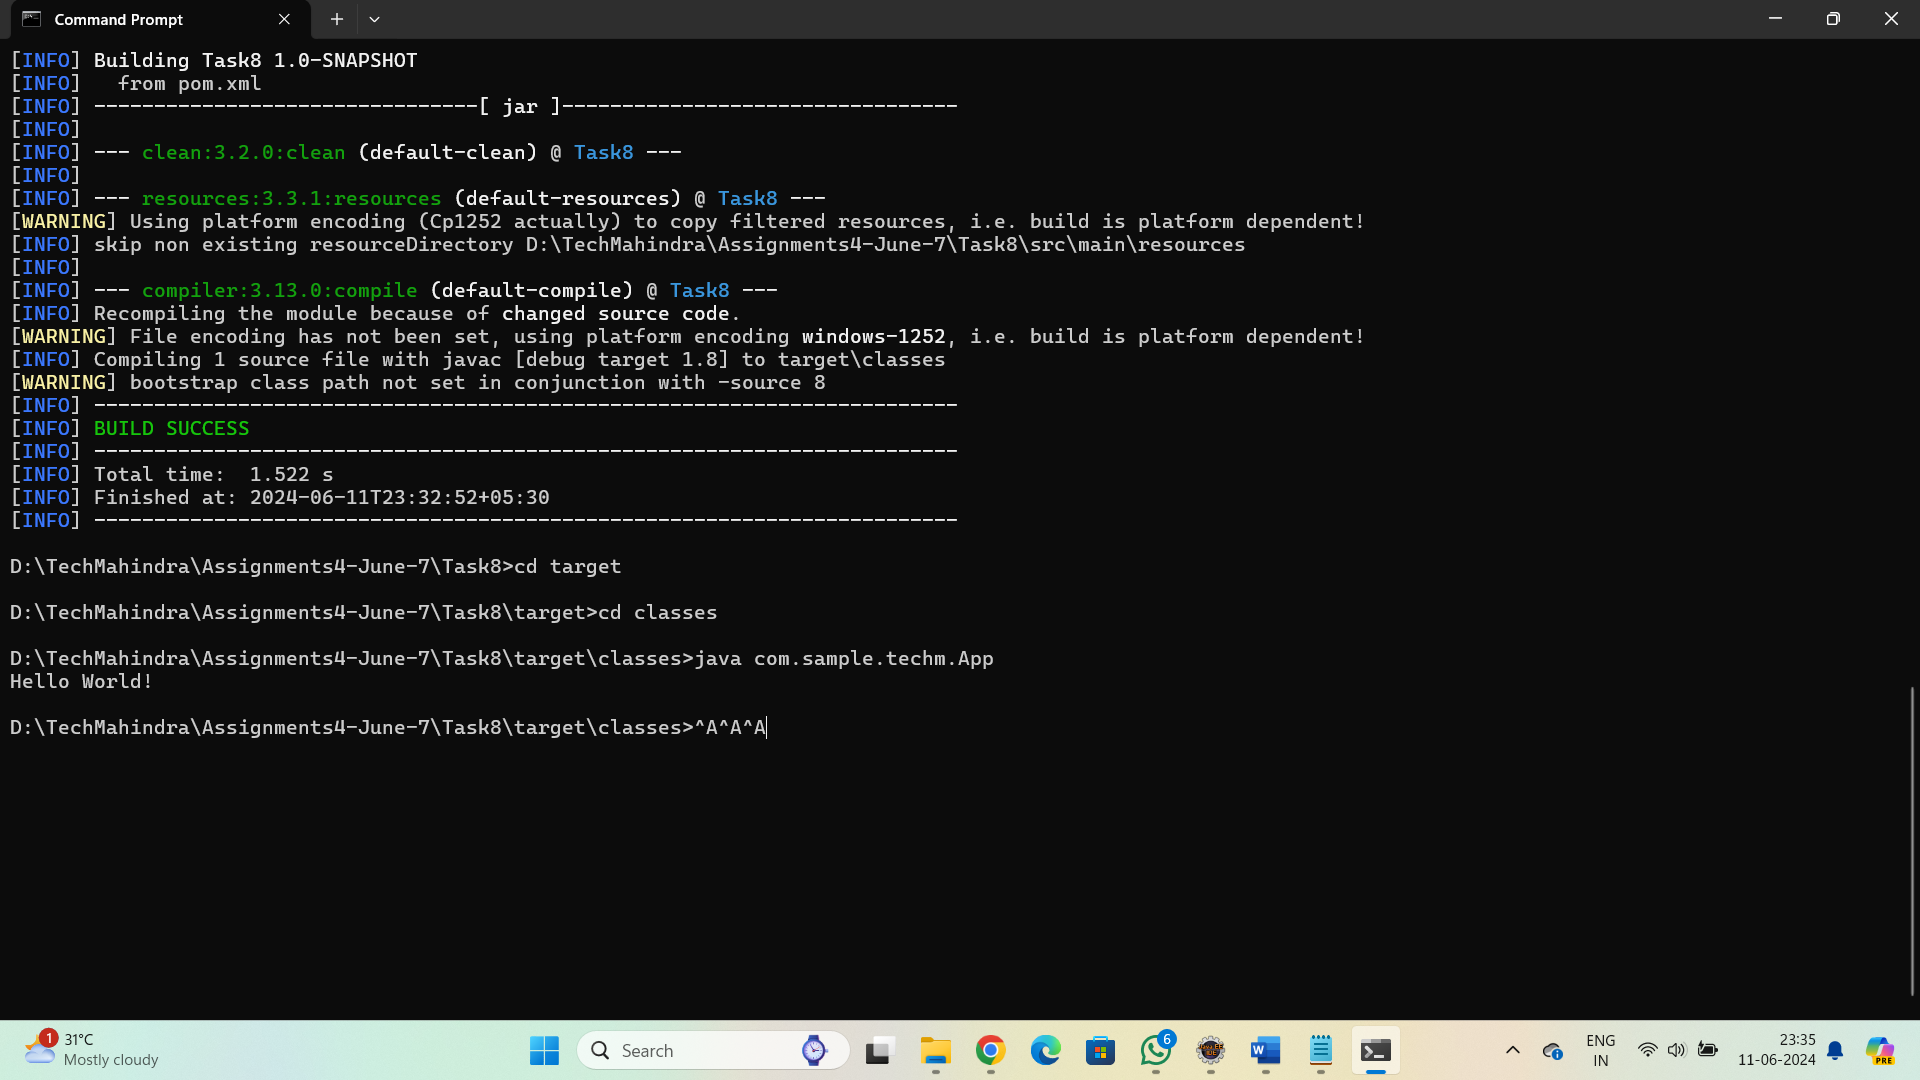 Command Prompt
[INFO] Building Task8 1.0-SNAPSHOT
[INFO]   from pom.xml
[INFO] --------------------------------[ jar ]---------------------------------
[INFO]
[INFO] --- clean:3.2.0:clean (default-clean) @ Task8 ---
[INFO]
[INFO] --- resources:3.3.1:resources (default-resources) @ Task8 ---
[WARNING] Using platform encoding (Cp1252 actually) to copy filtered resources, i.e. build is platform dependent!
[INFO] skip non existing resourceDirectory D:\TechMahindra\Assignments4-June-7\Task8\src\main\resources
[INFO]
[INFO] --- compiler:3.13.0:compile (default-compile) @ Task8 ---
[INFO] Recompiling the module because of changed source code.
[WARNING] File encoding has not been set, using platform encoding windows-1252, i.e. build is platform dependent!
[INFO] Compiling 1 source file with javac [debug target 1.8] to target\classes
[WARNING] bootstrap class path not set in conjunction with -source 8
[INFO] ------------------------------------------------------------------------
[INFO] BUILD SUCCESS
[INFO] ------------------------------------------------------------------------
[INFO] Total time:  1.522 s
[INFO] Finished at: 2024-06-11T23:32:52+05:30
[INFO] ------------------------------------------------------------------------
D:\TechMahindra\Assignments4-June-7\Task8>cd target
D:\TechMahindra\Assignments4-June-7\Task8\target>cd classes
D:\TechMahindra\Assignments4-June-7\Task8\target\classes>java com.sample.techm.App
Hello World!
D:\TechMahindra\Assignments4-June-7\Task8\target\classes>^A^A^A
1
31°C
Mostly cloudy
Search
6
W
ENG
IN
23:35
11-06-2024
PRE